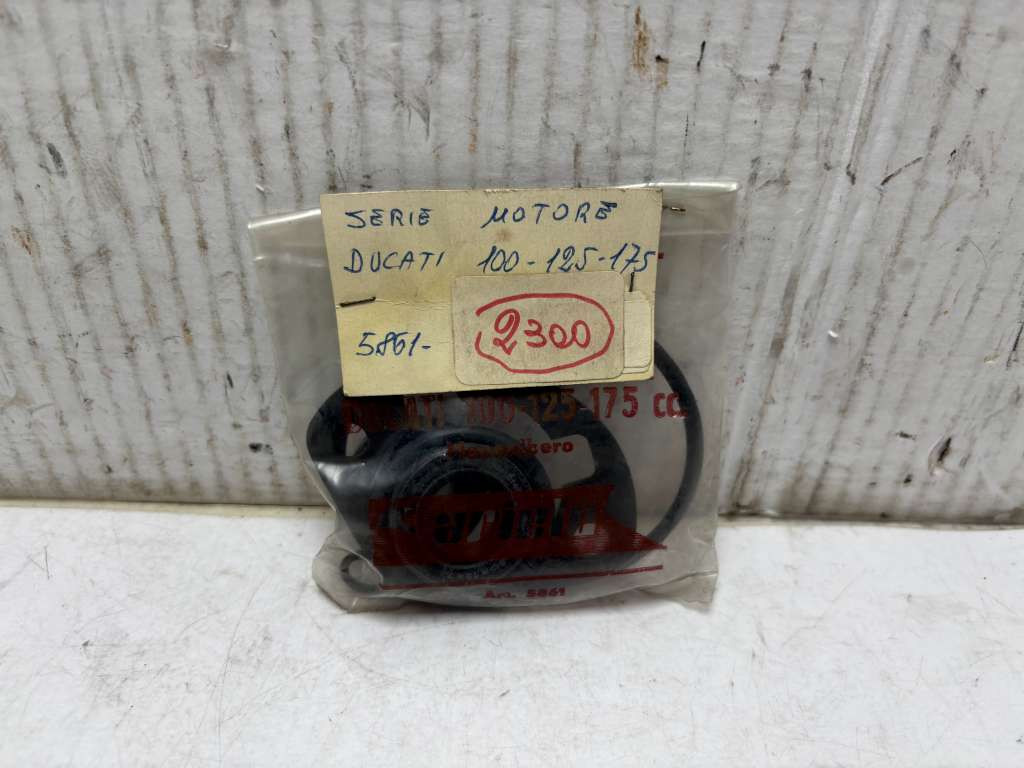 SERIE MOTORE
DUCATI 100-125-175
5861-
2300
Ducati 100-125-175 cc.
Art. 5861